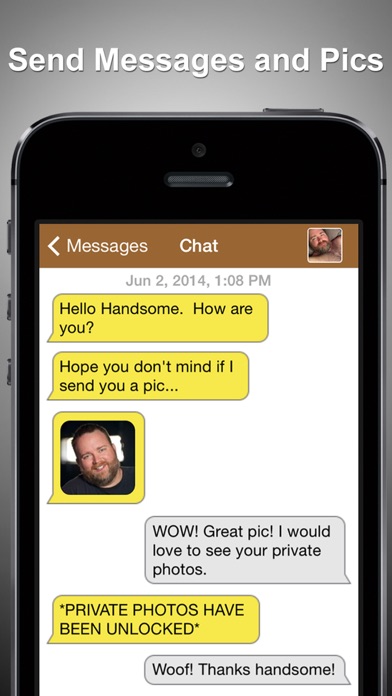 Send Messages and Pics
Messages
Chat
Jun 2, 2014, 1:08 PM
Hello Handsome.  How are
you?
Hope you don't mind if I
send you a pic...
WOW! Great pic! I would
love to see your private
photos.
*PRIVATE PHOTOS HAVE
BEEN UNLOCKED*
Woof! Thanks handsome!